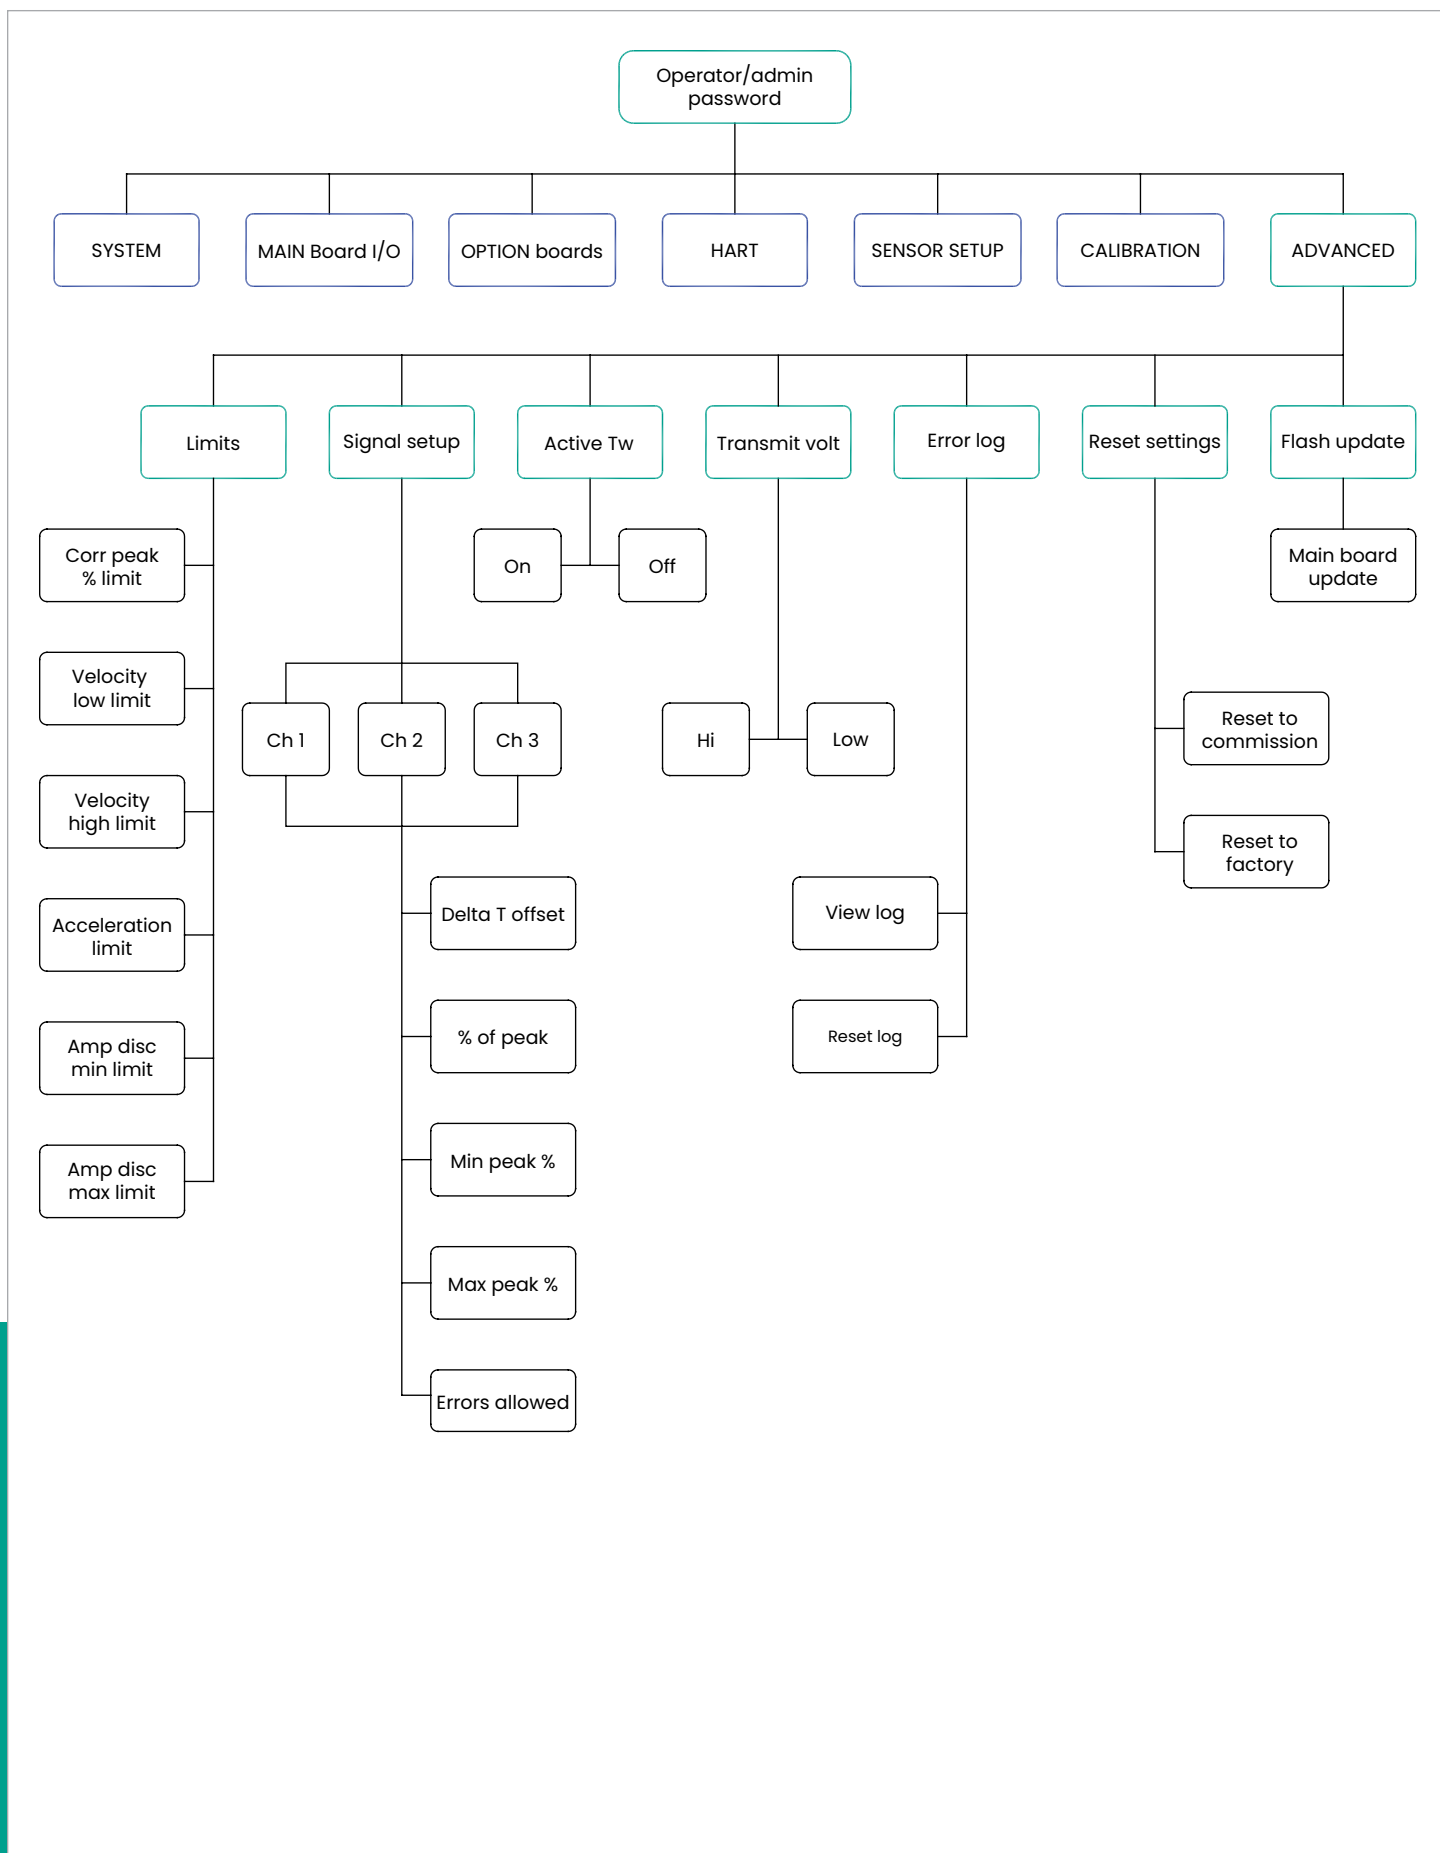 Operator/admin
password
SYSTEM
MAIN Board I/O
OPTION boards
HART
SENSOR SETUP
CALIBRATION
ADVANCED
Limits
Signal setup
Active Tw
Transmit volt
Error log
Reset settings
Flash update
Corr peak
% limit
On
Off
Main board
update
Velocity
low limit
Ch 1
Ch 2
Ch 3
Hi
Low
Reset to
commission
Velocity
high limit
Reset to
factory
Acceleration
limit
Delta T offset
View log
Amp disc
min limit
% of peak
Reset log
Amp disc
max limit
Min peak %
Max peak %
Errors allowed